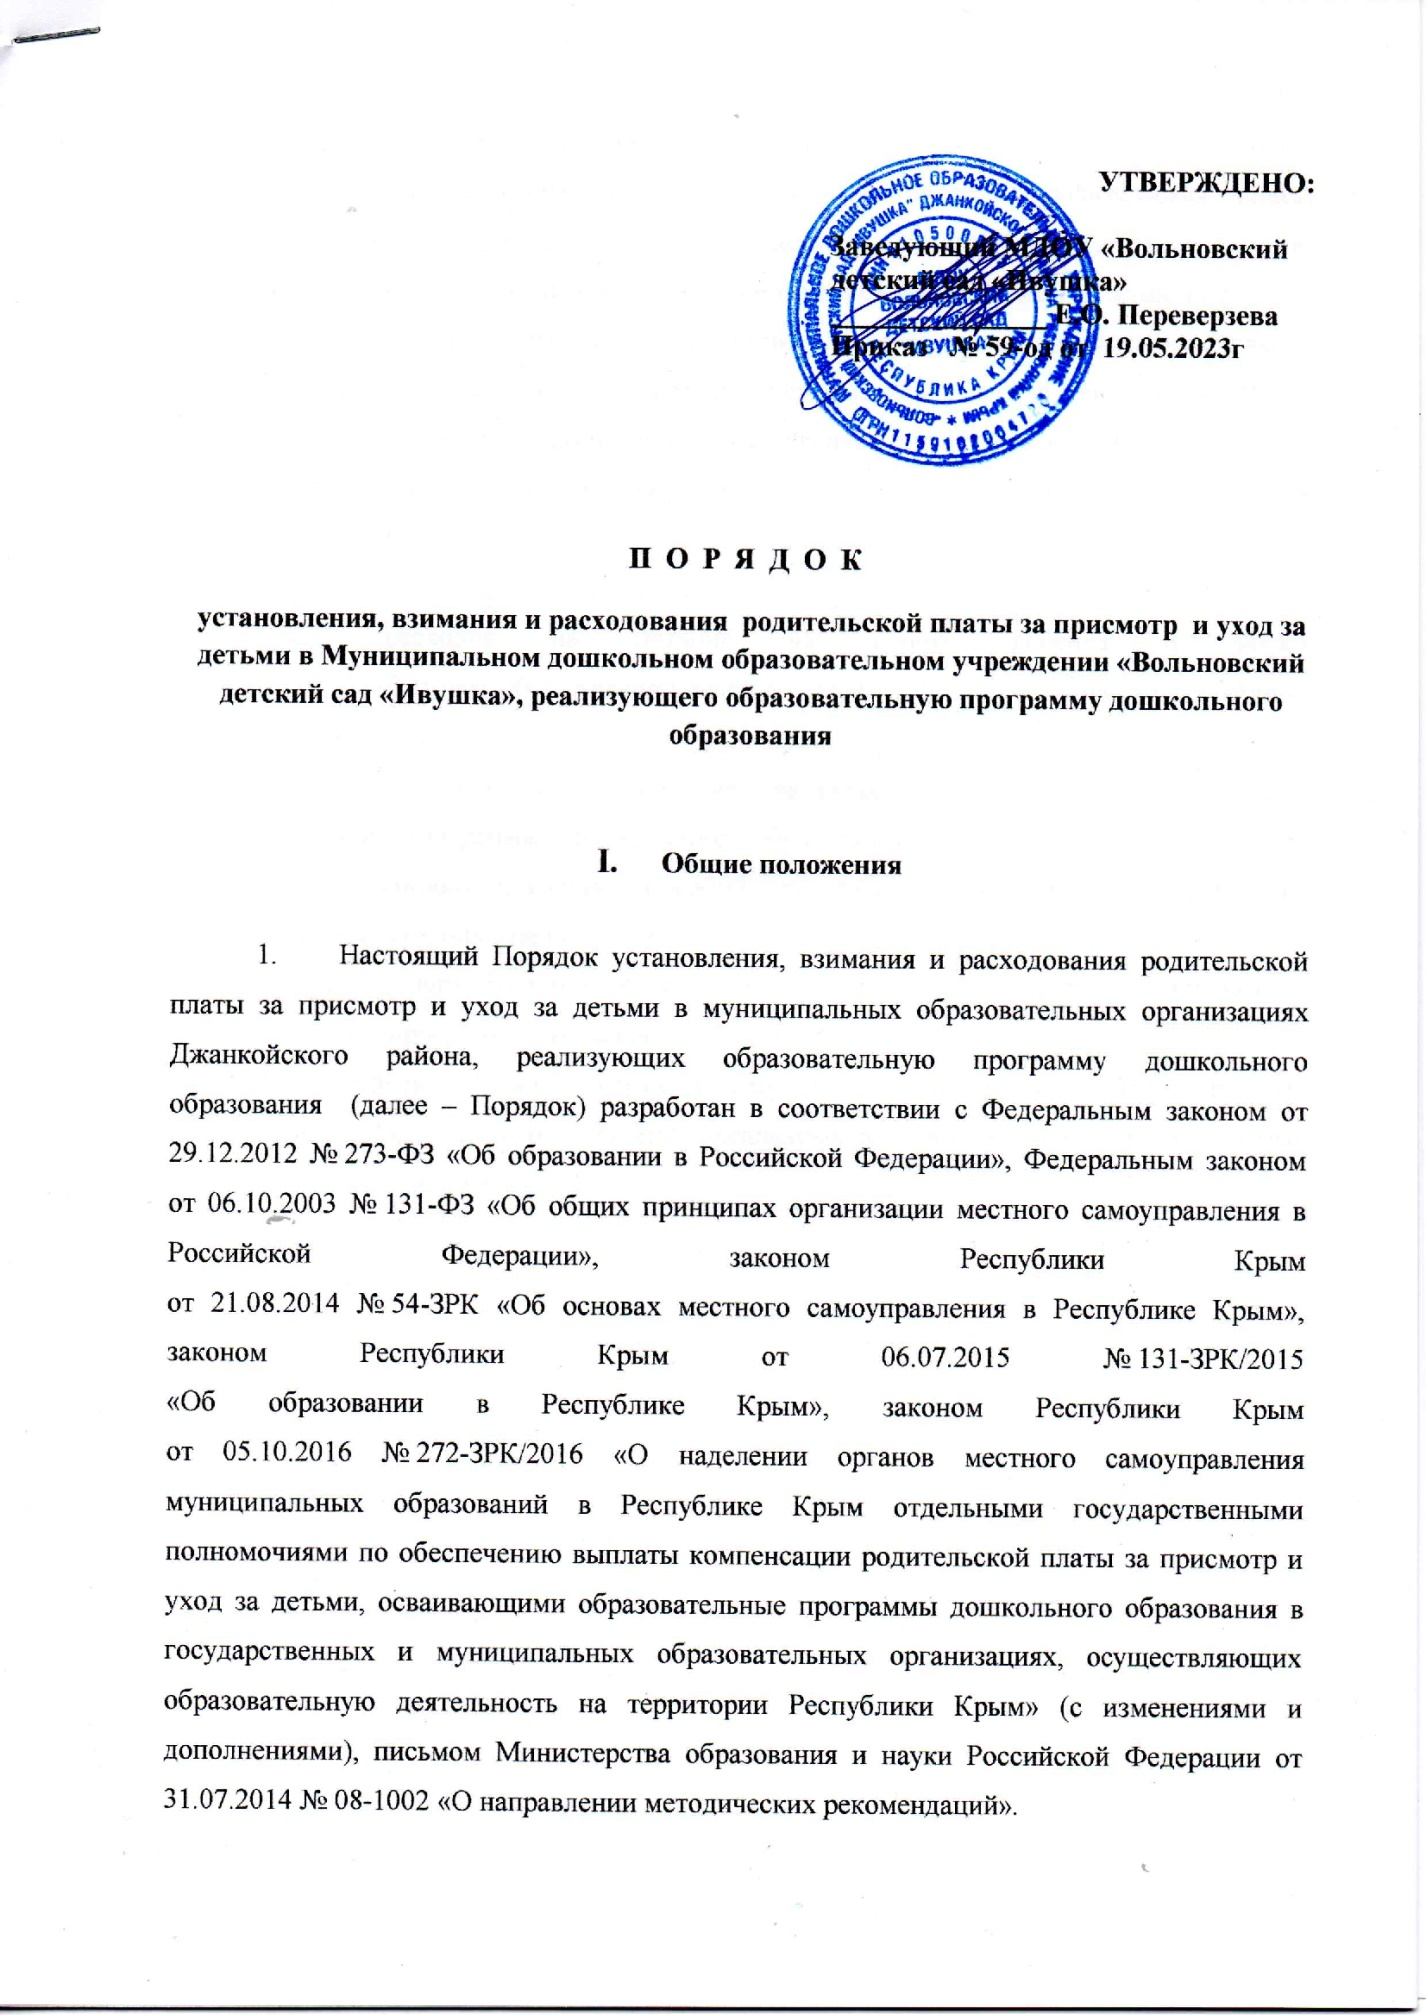 УТВЕРЖДЕНО:
Заведующий МДОУ «Вольновский
детский сад «Ивушка»
Е.О. Переверзева
Приказ № 59-од от 19.05.2023г
МУНИЦИПАЛЬНОЕ ДОШКОЛЬНОЕ ОБРАЗОВАТЕЛЬНОЕ УЧРЕЖДЕНИЕ
РЕСПУБЛИКА КРЫМ
П О Р Я Д О К
установления, взимания и расходования родительской платы за присмотр и уход за
детьми в Муниципальном дошкольном образовательном учреждении «Вольновский
детский сад «Ивушка», реализующего образовательную программу дошкольного
образования
I. Общие положения
1. Настоящий Порядок установления, взимания и расходования родительской
платы за присмотр и уход за детьми в муниципальных образовательных организациях
Джанкойского района, реализующих образовательную программу дошкольного
образования (далее – Порядок) разработан в соответствии с Федеральным законом от
29.12.2012 № 273-ФЗ «Об образовании в Российской Федерации», Федеральным законом
от 06.10.2003 № 131-ФЗ «Об общих принципах организации местного самоуправления в
Российской Федерации», законом Республики Крым
от 21.08.2014 № 54-ЗРК «Об основах местного самоуправления в Республике Крым»,
законом Республики Крым от 06.07.2015 № 131-ЗРК/2015
«Об образовании в Республике Крым», законом Республики Крым
от 05.10.2016 № 272-ЗРК/2016 «О наделении органов местного самоуправления
муниципальных образований в Республике Крым отдельными государственными
полномочиями по обеспечению выплаты компенсации родительской платы за присмотр и
уход за детьми, осваивающими образовательные программы дошкольного образования в
государственных и муниципальных образовательных организациях, осуществляющих
образовательную деятельность на территории Республики Крым» (с изменениями и
дополнениями), письмом Министерства образования и науки Российской Федерации от
31.07.2014 № 08-1002 «О направлении методических рекомендаций».